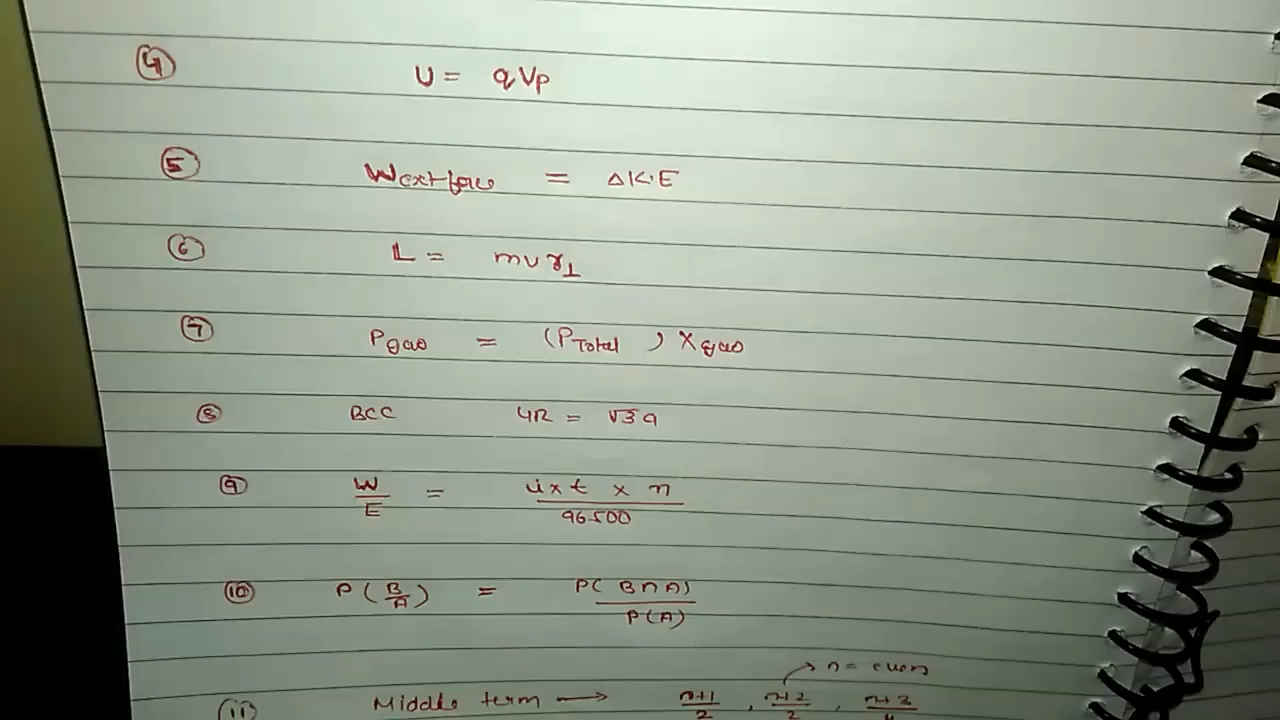 ④ U = qVp
⑤ Wext force = ΔK.E
⑥ L = mvr⊥
⑦ Pgas = (PTotal) Xgas
⑧ BCC 4R = √3a
⑨ W/E = i×t × n / 96500
⑩ P(B/A) = P(B∩A) / P(A)
→ n = even
⑪ Middle term → n+1/2 , n+2/2 , n+3/